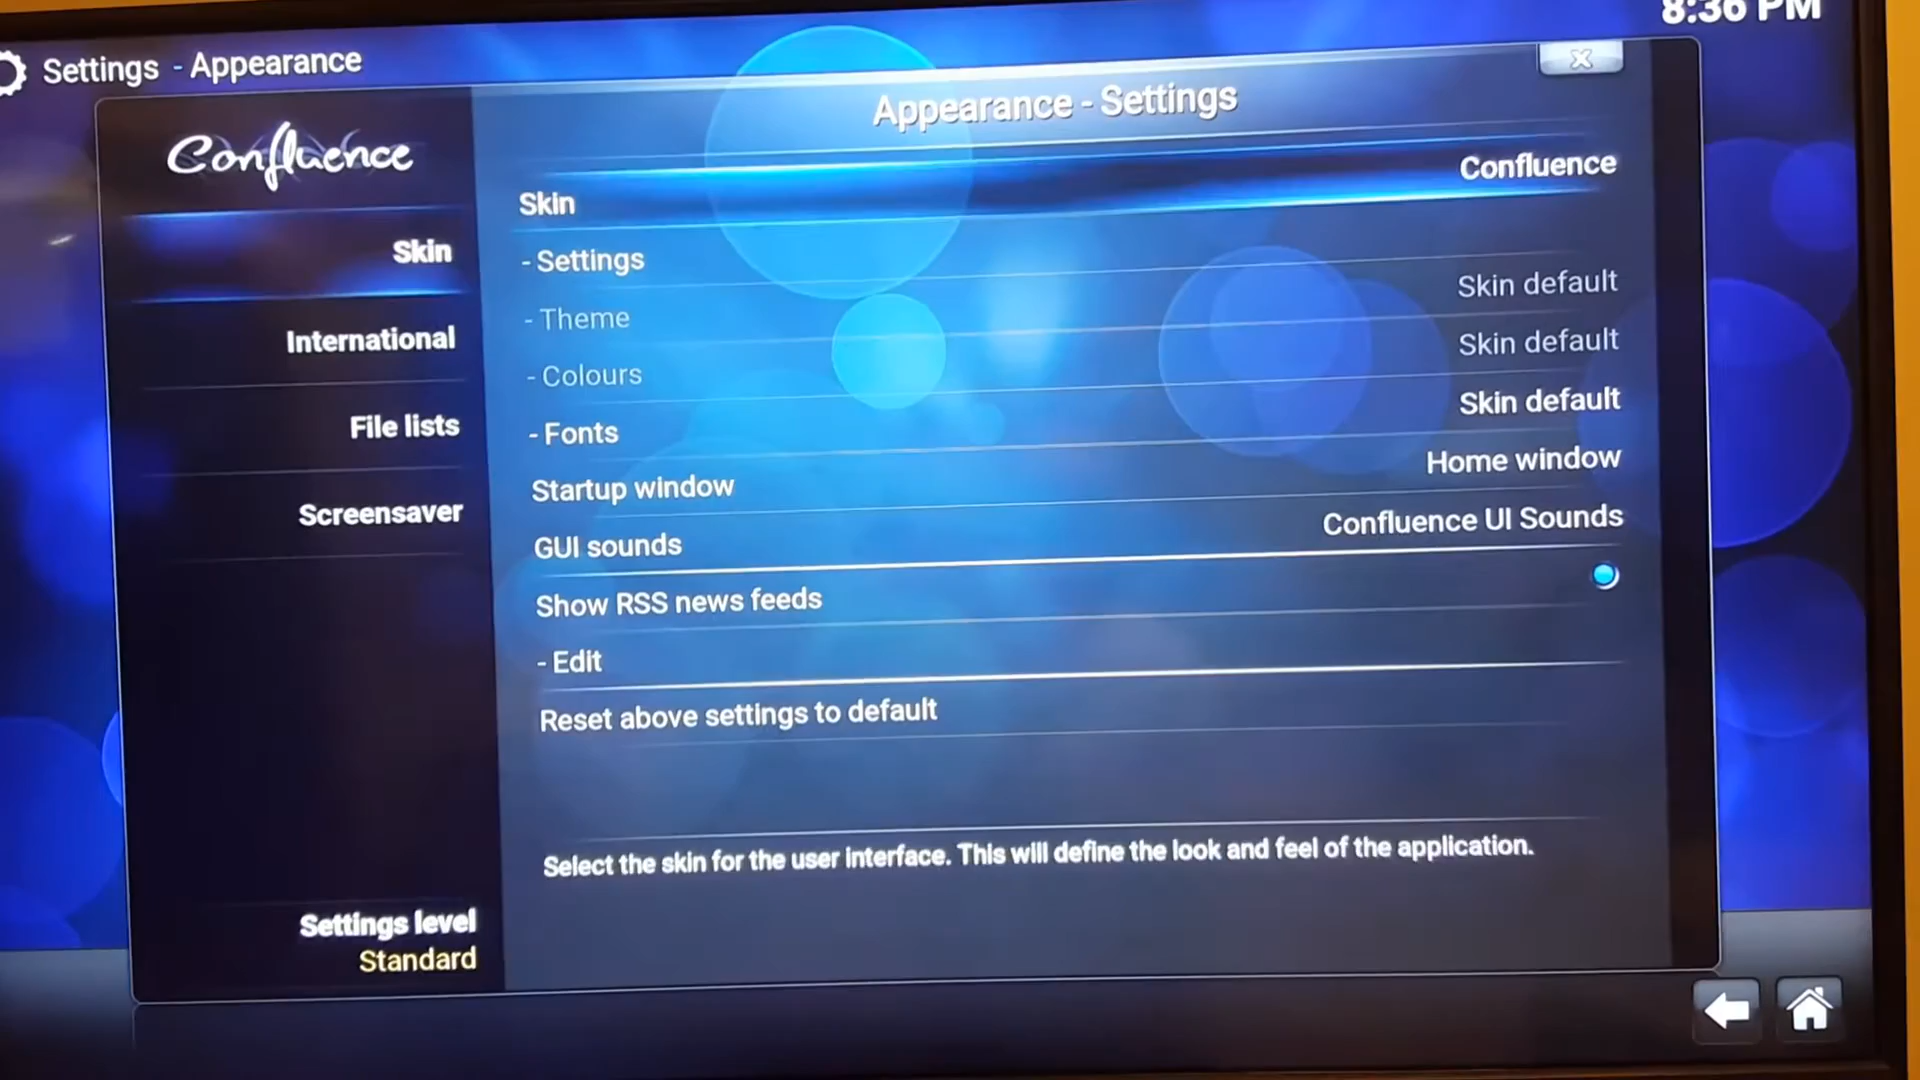 8:36 PM
Settings - Appearance
Appearance - Settings
Confluence
Skin
International
File lists
Screensaver
Settings level
Standard
Skin Confluence
- Settings
- Theme Skin default
- Colours Skin default
- Fonts Skin default
Startup window Home window
GUI sounds Confluence UI Sounds
Show RSS news feeds
- Edit
Reset above settings to default
Select the skin for the user interface. This will define the look and feel of the application.